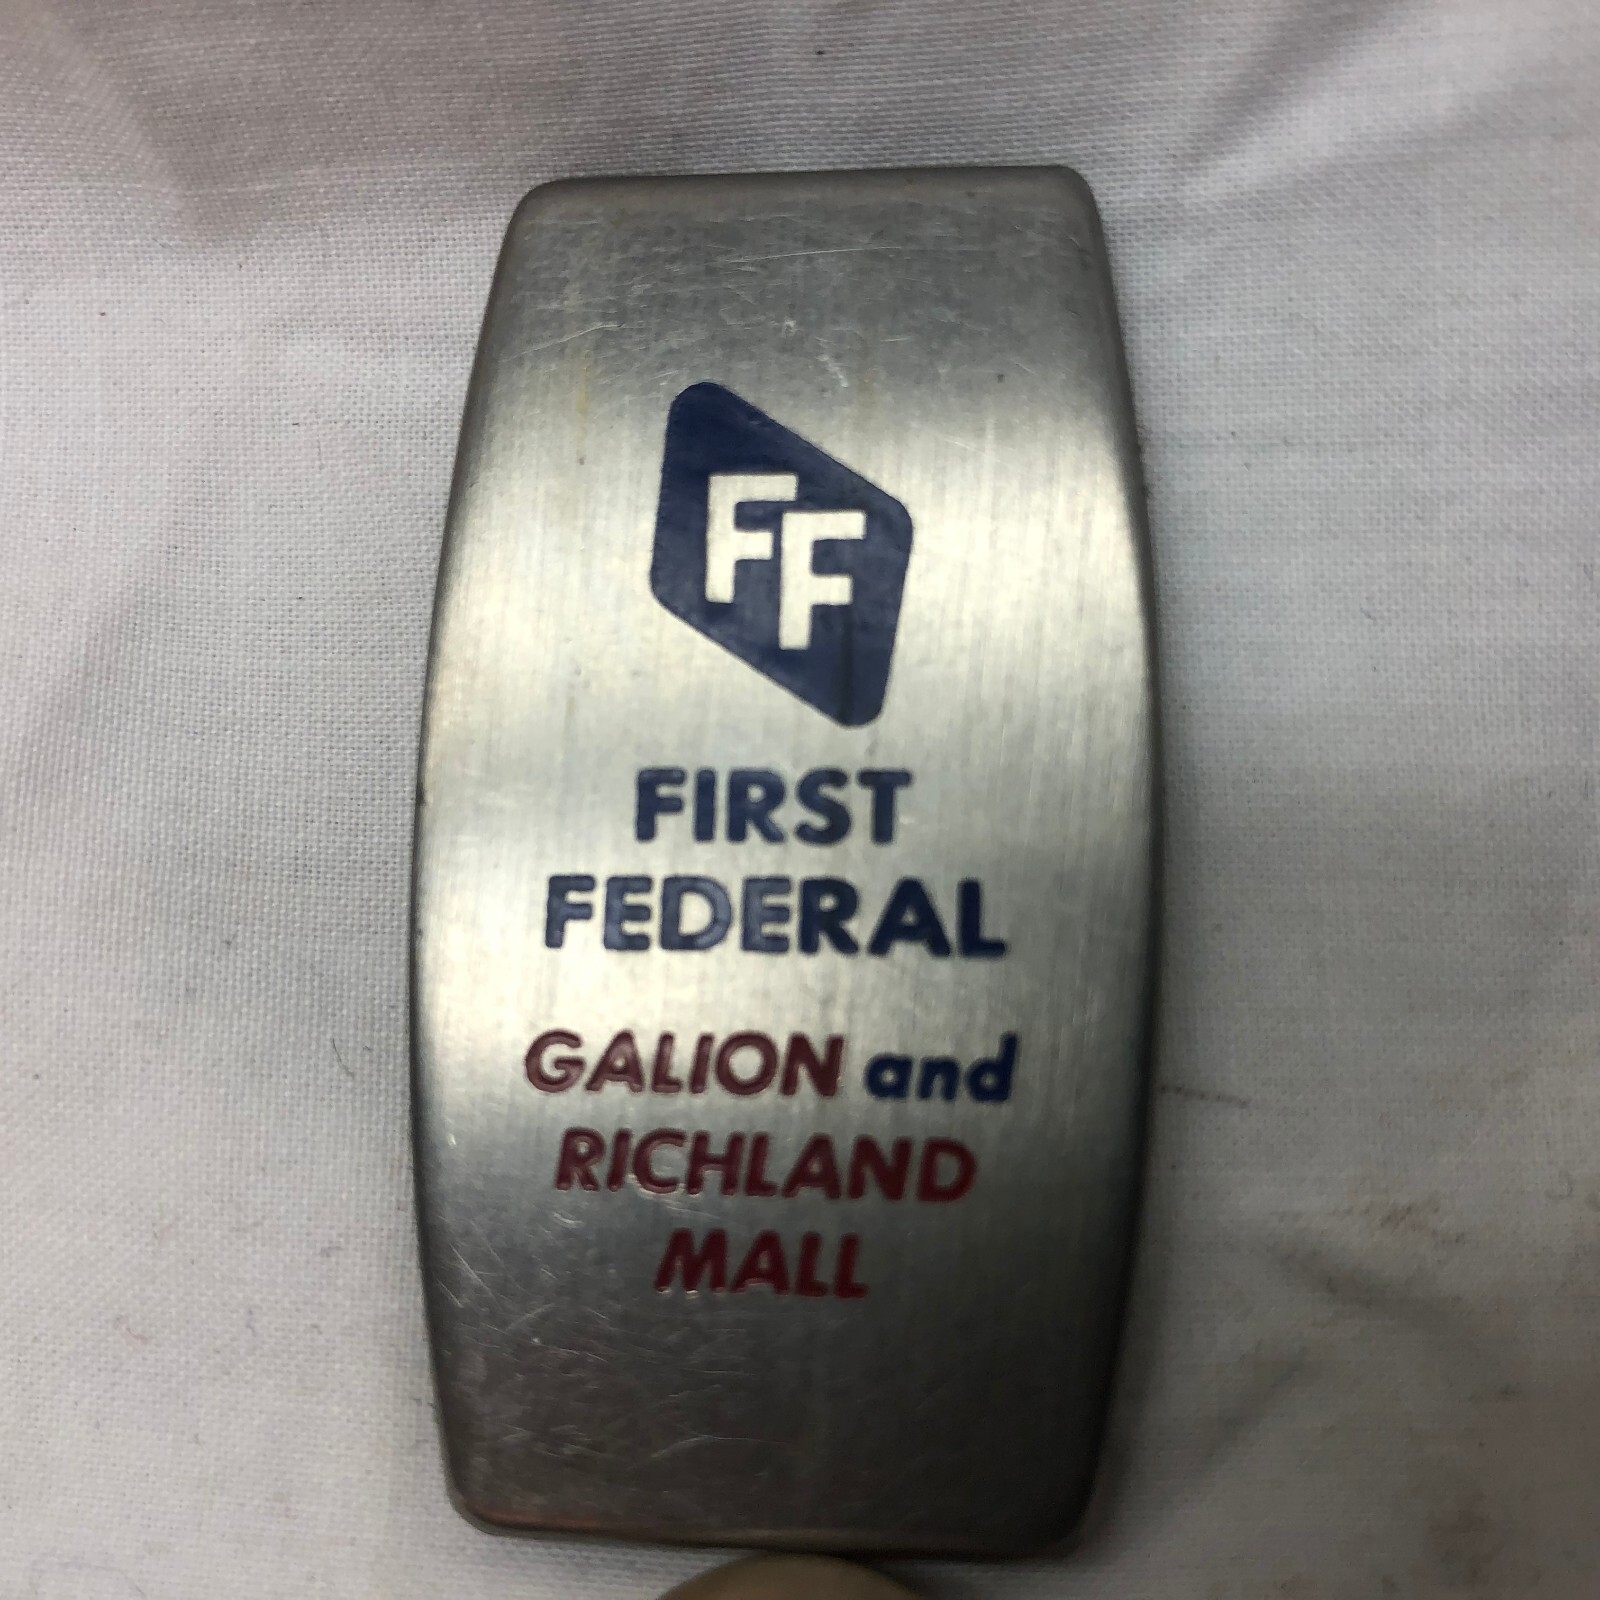 FF
FIRST
FEDERAL
GALION and
RICHLAND
MALL